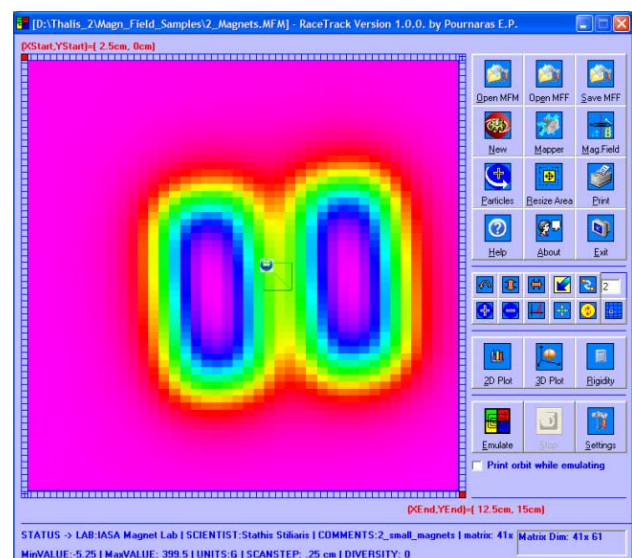 [D:\Thalis_2\Magn_Field_Samples\2_Magnets.MFM] - RaceTrack Version 1.0.0. by Pournaras E.P.
(XStart,YStart)=( 2.5cm, 0cm)
Open MFM Open MFF Save MFF
New Mapper Mag.Field
Particles Resize Area Print
Help About Exit
2
2D Plot 3D Plot Rigidity
Emulate Stop Settings
Print orbit while emulating
(XEnd,YEnd)=( 12.5cm, 15cm)
STATUS -> LAB:IASA Magnet Lab | SCIENTIST:Stathis Stiliaris | COMMENTS:2_small_magnets | matrix: 41x Matrix Dim: 41x 61
MinVALUE:-5.25 | MaxVALUE: 399.5 | UNITS:G | SCANSTEP: .25 cm | DIVERSITY: 0